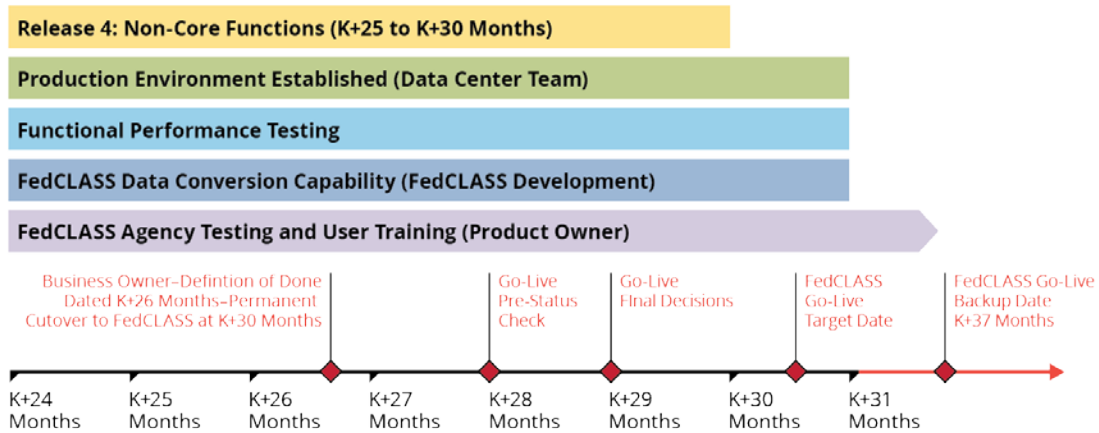 Release 4: Non-Core Functions (K+25 to K+30 Months)
Production Environment Established (Data Center Team)
Functional Performance Testing
FedCLASS Data Conversion Capability (FedCLASS Development)
FedCLASS Agency Testing and User Training (Product Owner)
Business Owner–Defintion of Done
Dated K+26 Months–Permanent
Cutover to FedCLASS at K+30 Months
Go-Live
Pre-Status
Check
Go-Live
FInal Decisions
FedCLASS
Go-Live
Target Date
FedCLASS Go-Live
Backup Date
K+37 Months
K+24
Months
K+25
Months
K+26
Months
K+27
Months
K+28
Months
K+29
Months
K+30
Months
K+31
Months